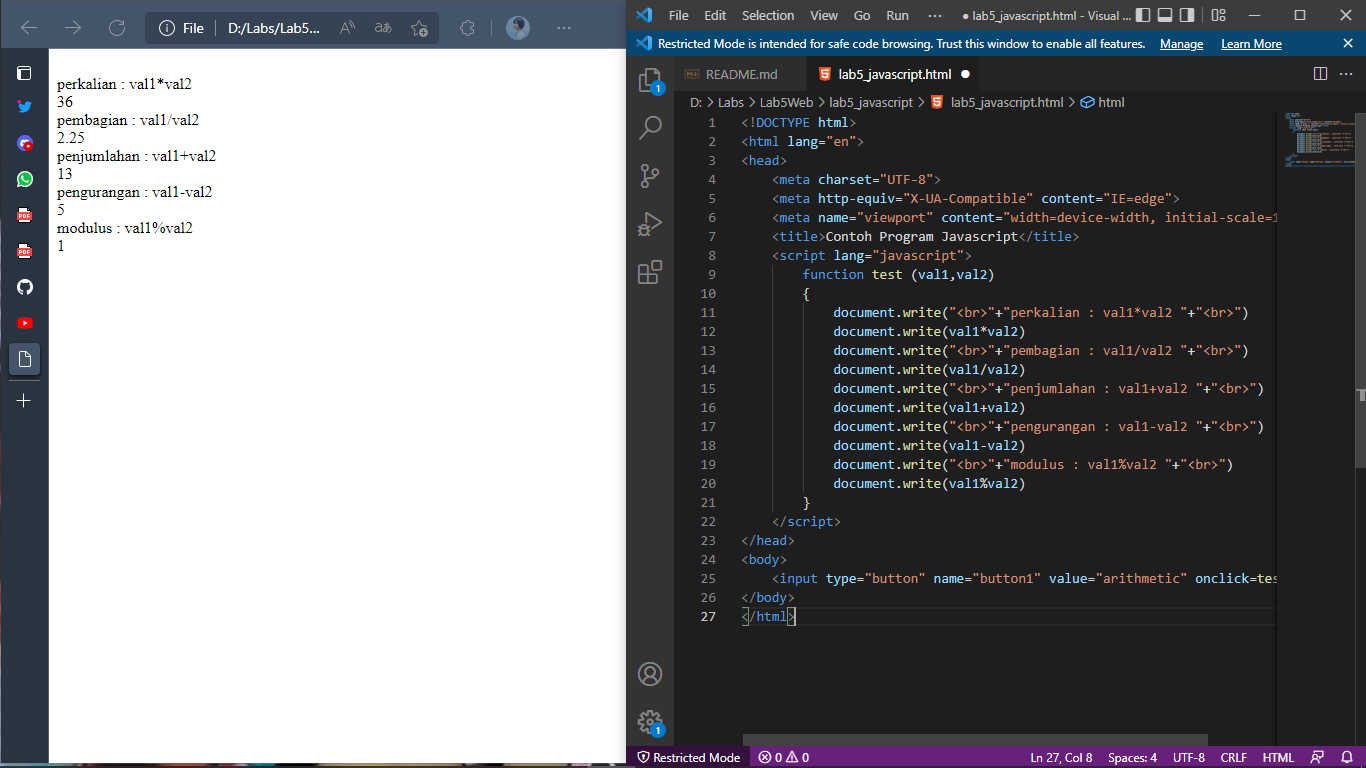 File
D:/Labs/Lab5...
perkalian : val1*val2
36
pembagian : val1/val2
2.25
penjumlahan : val1+val2
13
pengurangan : val1-val2
5
modulus : val1%val2
1
File Edit Selection View Go Run ··· ● lab5_javascript.html - Visual ...
Restricted Mode is intended for safe code browsing. Trust this window to enable all features. Manage Learn More
README.md lab5_javascript.html ●
D: > Labs > Lab5Web > lab5_javascript > lab5_javascript.html > html
1 <!DOCTYPE html>
2 <html lang="en">
3 <head>
4 <meta charset="UTF-8">
5 <meta http-equiv="X-UA-Compatible" content="IE=edge">
6 <meta name="viewport" content="width=device-width, initial-scale=1
7 <title>Contoh Program Javascript</title>
8 <script lang="javascript">
9 function test (val1,val2)
10 {
11 document.write("<br>"+"perkalian : val1*val2 "+"<br>")
12 document.write(val1*val2)
13 document.write("<br>"+"pembagian : val1/val2 "+"<br>")
14 document.write(val1/val2)
15 document.write("<br>"+"penjumlahan : val1+val2 "+"<br>")
16 document.write(val1+val2)
17 document.write("<br>"+"pengurangan : val1-val2 "+"<br>")
18 document.write(val1-val2)
19 document.write("<br>"+"modulus : val1%val2 "+"<br>")
20 document.write(val1%val2)
21 }
22 </script>
23 </head>
24 <body>
25 <input type="button" name="button1" value="arithmetic" onclick=tes
26 </body>
27 </html>
1
1
Restricted Mode 0 0 Ln 27, Col 8 Spaces: 4 UTF-8 CRLF HTML